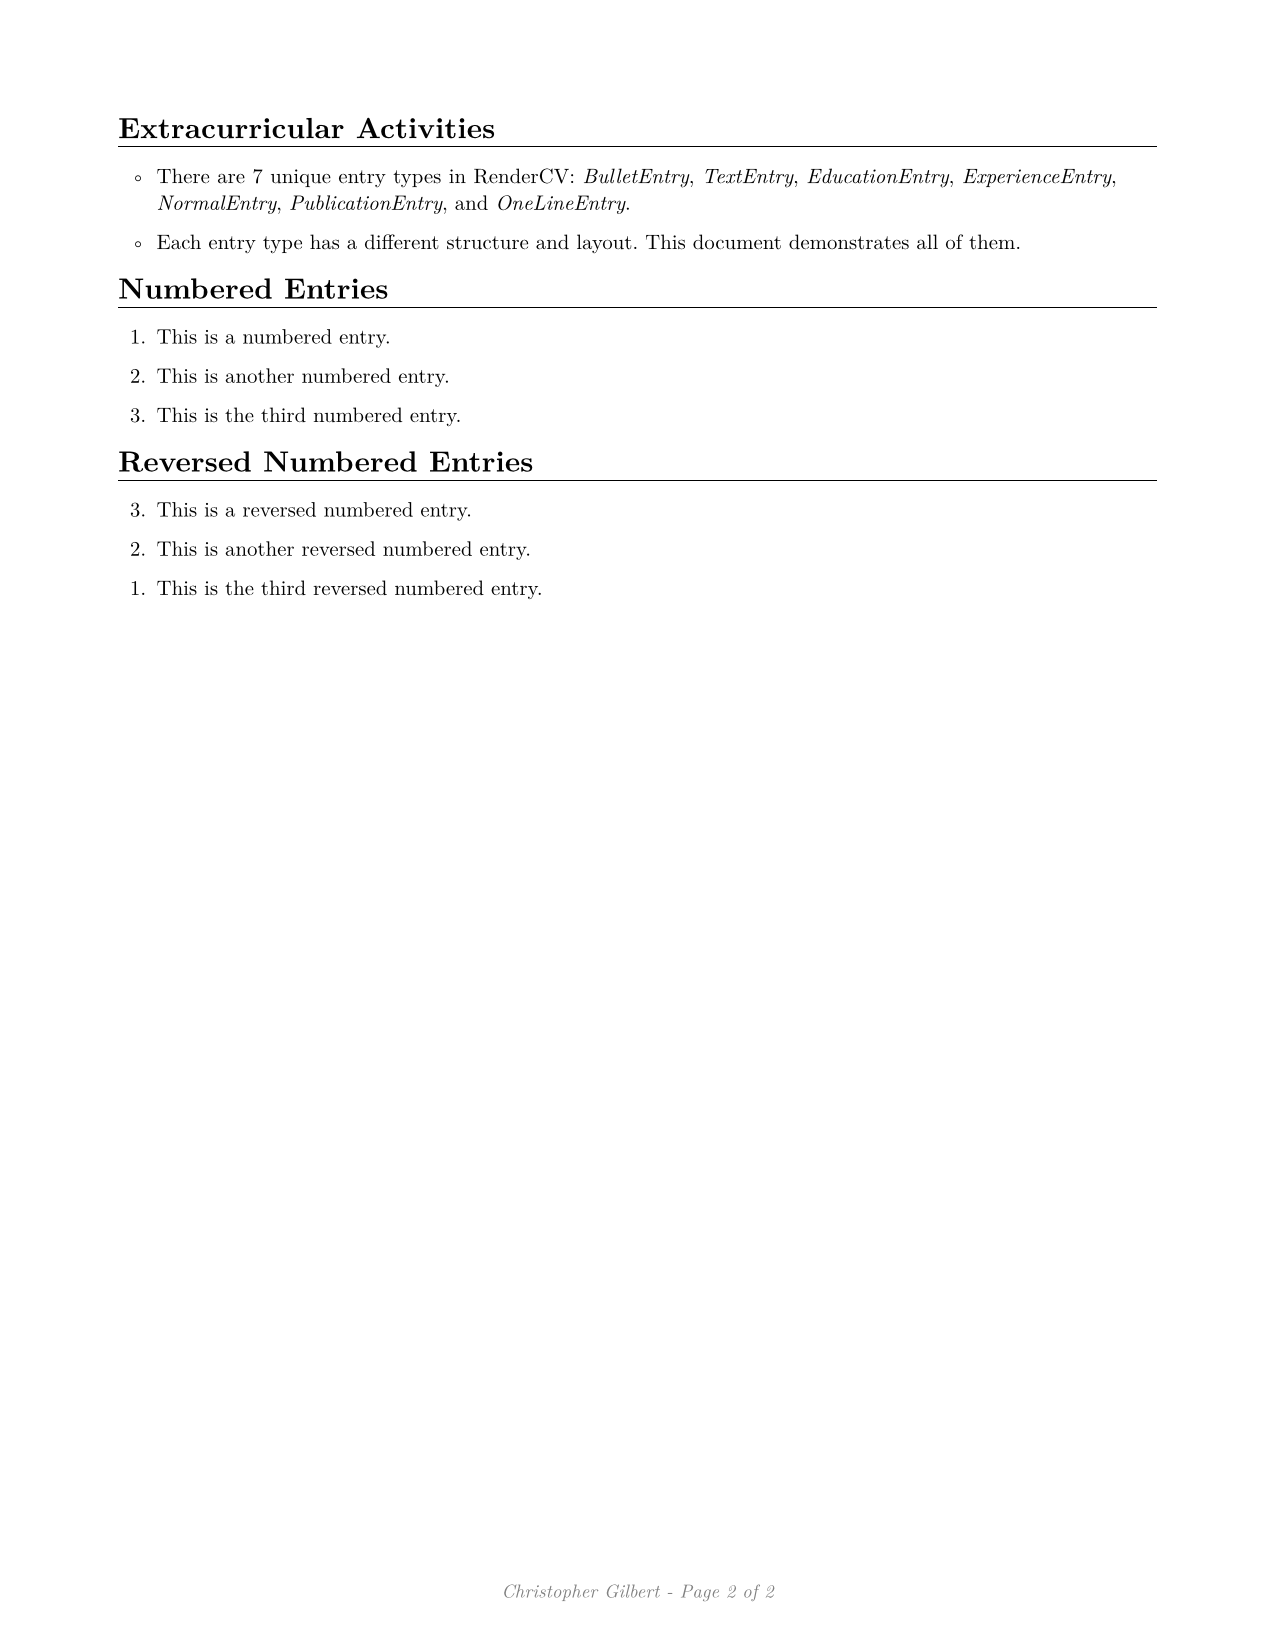 Extracurricular Activities
◦ There are 7 unique entry types in RenderCV: BulletEntry, TextEntry, EducationEntry, ExperienceEntry,
NormalEntry, PublicationEntry, and OneLineEntry.
◦ Each entry type has a different structure and layout. This document demonstrates all of them.
Numbered Entries
1. This is a numbered entry.
2. This is another numbered entry.
3. This is the third numbered entry.
Reversed Numbered Entries
3. This is a reversed numbered entry.
2. This is another reversed numbered entry.
1. This is the third reversed numbered entry.
Christopher Gilbert - Page 2 of 2